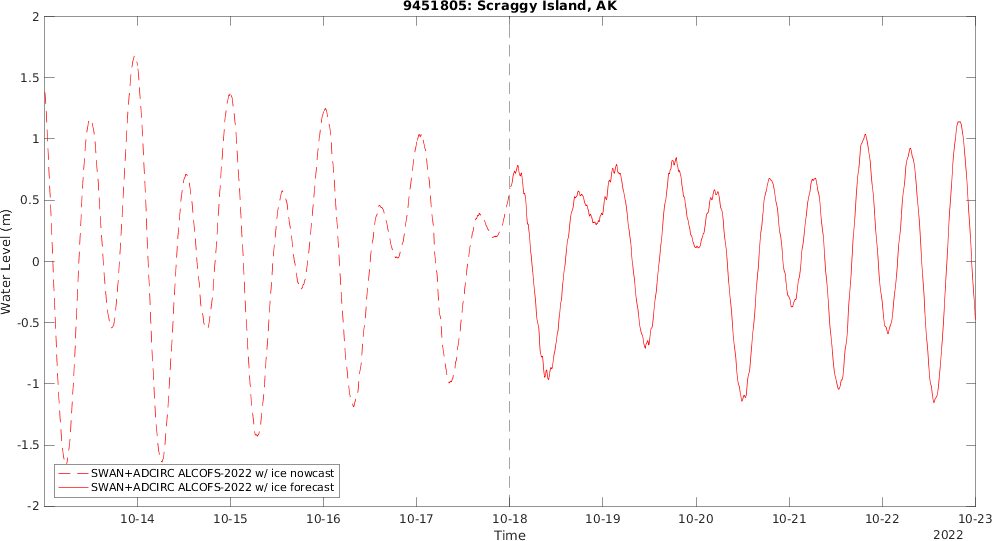 9451805: Scraggy Island, AK
Water Level (m)
2
1.5
1
0.5
0
-0.5
-1
-1.5
-2
SWAN+ADCIRC ALCOFS-2022 w/ ice nowcast
SWAN+ADCIRC ALCOFS-2022 w/ ice forecast
10-14 10-15 10-16 10-17 10-18 10-19 10-20 10-21 10-22 10-23
Time
2022